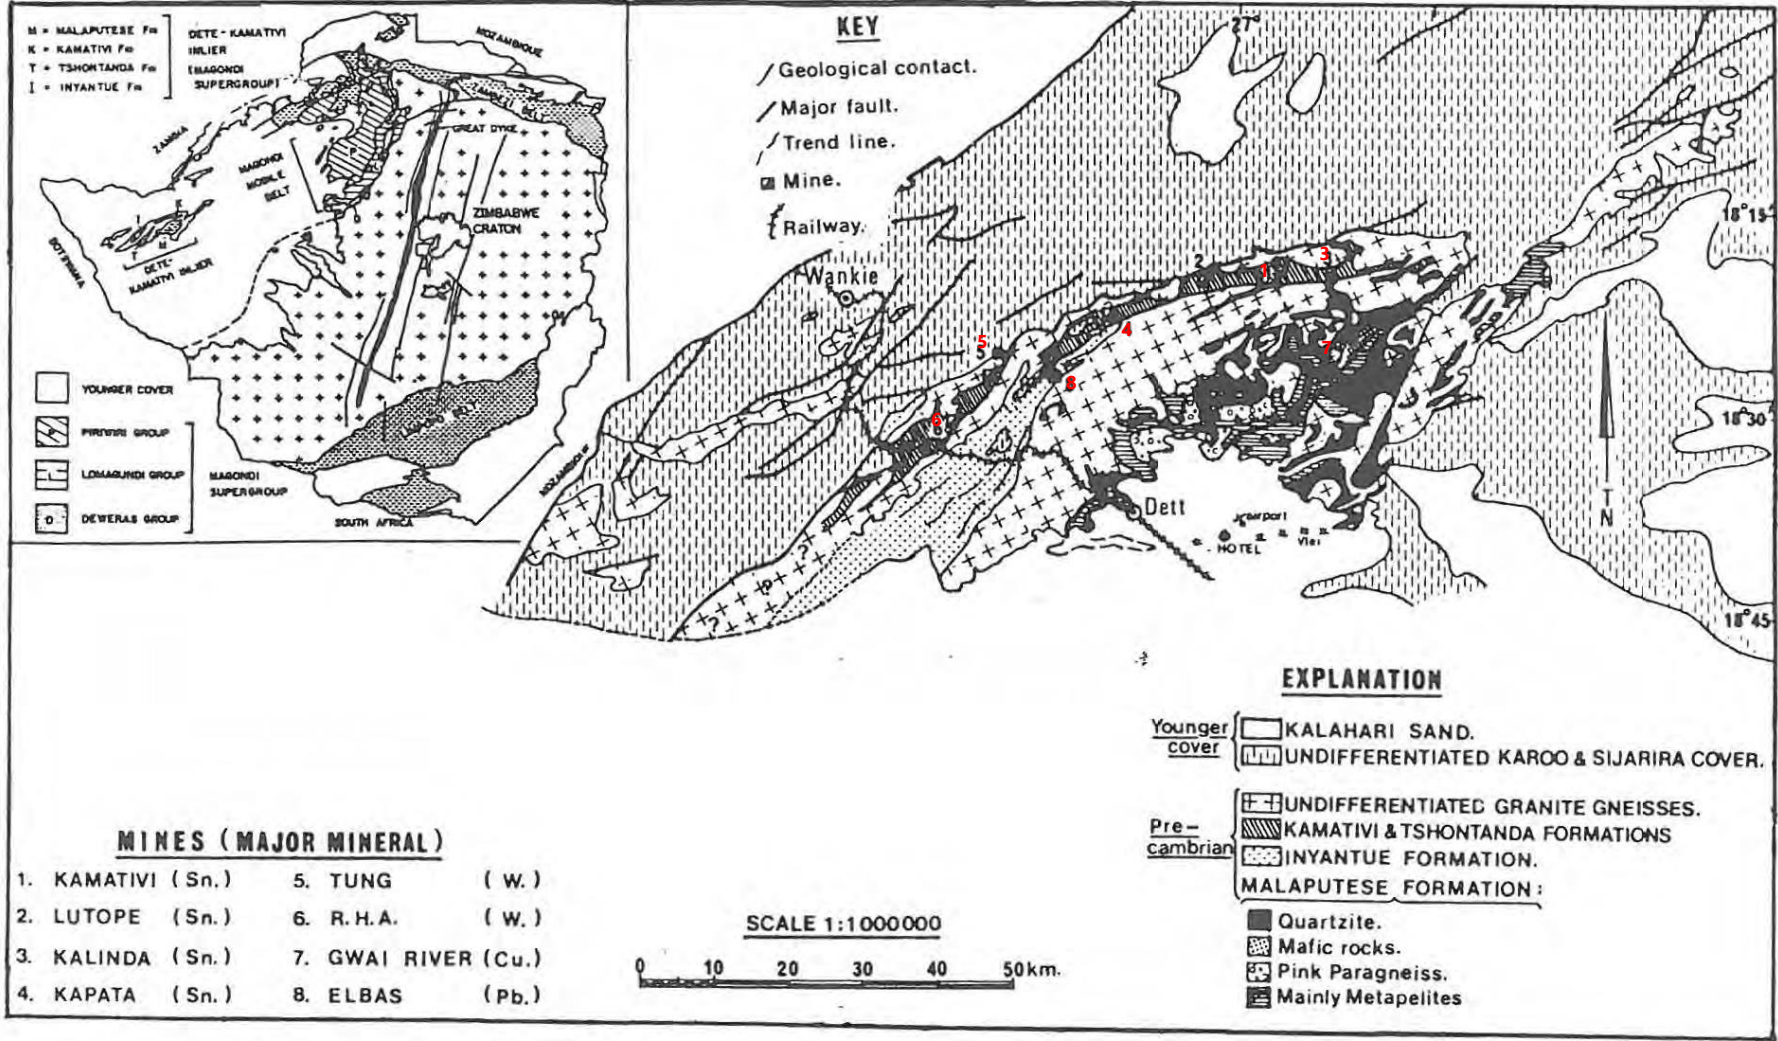 M = MALAPUTESE Fm
K = KAMATIVI Fm
T = TSHONTANDA Fm
I = INYANTUE Fm
DETE - KAMATIVI
INLIER
(MAGONDI
SUPERGROUP)
MOZAMBIQUE
ZAMBIA
GREAT DYKE
MAGONDI
MOBILE
BELT
ZIMBABWE
CRATON
BOTSWANA
K
I
M
T
DETE-
KAMATIVI INLIER
LIMPOPO BELT
MOZAMBIQUE
SOUTH AFRICA
YOUNGER COVER
PIRIWIRI GROUP
LOMAGUNDI GROUP
D DEWERAS GROUP
MAGONDI
SUPERGROUP
KEY
Geological contact.
Major fault.
Trend line.
Mine.
Railway.
27°
18°15'
18°30'
18°45'
Wankie
2
1
3
4
5
5
6
7
8
Dett
Airport
HOTEL
Vlei
?
?
?
TN
EXPLANATION
Younger
cover
KALAHARI SAND.
UNDIFFERENTIATED KAROO & SIJARIRA COVER.
Pre-
cambrian
UNDIFFERENTIATED GRANITE GNEISSES.
KAMATIVI & TSHONTANDA FORMATIONS
INYANTUE FORMATION.
MALAPUTESE FORMATION:
Quartzite.
Mafic rocks.
Pink Paragneiss.
Mainly Metapelites
MINES (MAJOR MINERAL)
1. KAMATIVI (Sn.) 5. TUNG (W.)
2. LUTOPE (Sn.) 6. R.H.A. (W.)
3. KALINDA (Sn.) 7. GWAI RIVER (Cu.)
4. KAPATA (Sn.) 8. ELBAS (Pb.)
SCALE 1:1000000
0 10 20 30 40 50km.